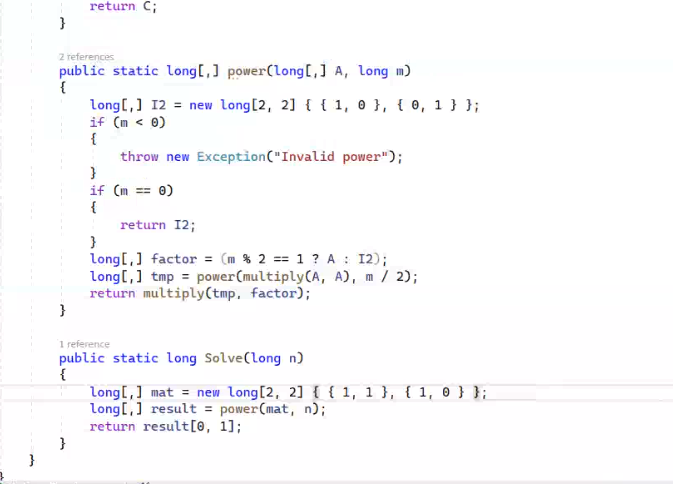 return C;
}
2 references
public static long[,] power(long[,] A, long m)
{
long[,] I2 = new long[2, 2] { { 1, 0 }, { 0, 1 } };
if (m < 0)
{
throw new Exception("Invalid power");
}
if (m == 0)
{
return I2;
}
long[,] factor = (m % 2 == 1 ? A : I2);
long[,] tmp = power(multiply(A, A), m / 2);
return multiply(tmp, factor);
}
1 reference
public static long Solve(long n)
{
long[,] mat = new long[2, 2] { { 1, 1 }, { 1, 0 } };
long[,] result = power(mat, n);
return result[0, 1];
}
}
}